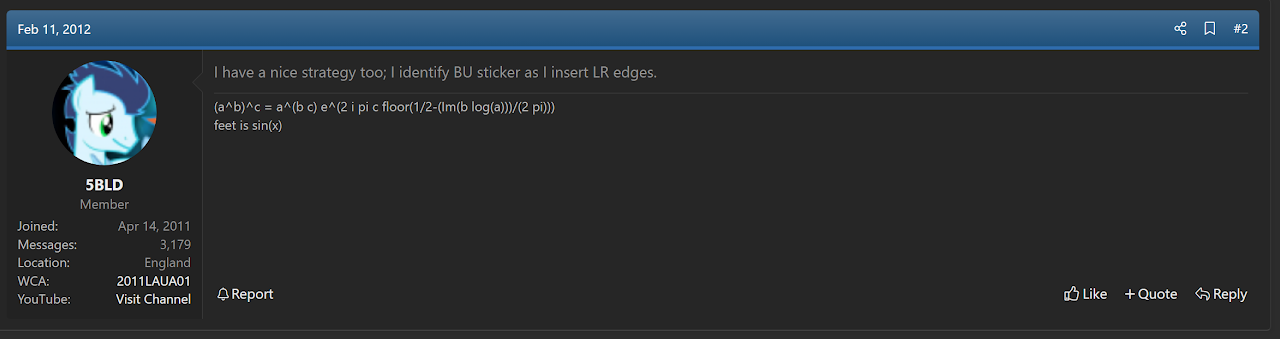 Feb 11, 2012
#2
I have a nice strategy too; I identify BU sticker as I insert LR edges.
(a^b)^c = a^(b c) e^(2 i pi c floor(1/2-(Im(b log(a)))/(2 pi)))
feet is sin(x)
5BLD
Member
Joined: Apr 14, 2011
Messages: 3,179
Location: England
WCA: 2011LAUA01
YouTube: Visit Channel
Report
Like
+ Quote
Reply